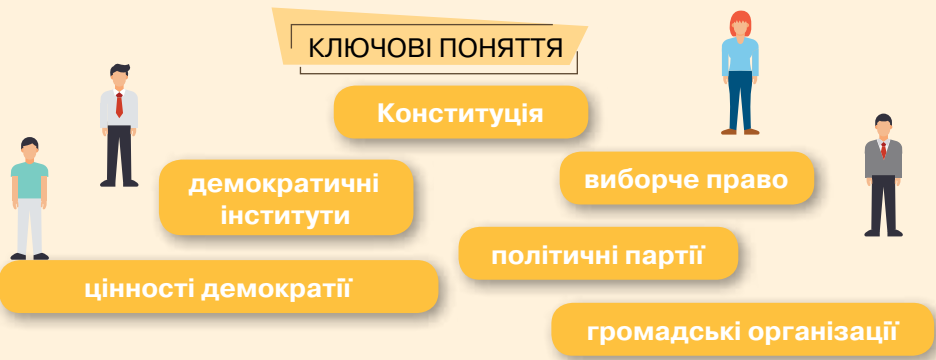 КЛЮЧОВІ ПОНЯТТЯ
Конституція
демократичні
інститути
виборче право
політичні партії
цінності демократії
громадські організації